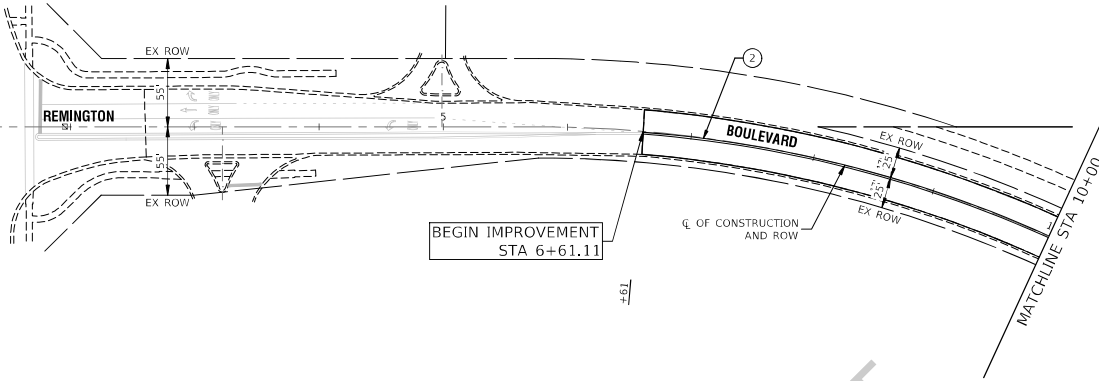 EX ROW
55'
REMINGTON
55'
EX ROW
5
2
BOULEVARD
EX ROW
25'
25'
EX ROW
BEGIN IMPROVEMENT
STA 6+61.11
℄ OF CONSTRUCTION
AND ROW
+61
MATCHLINE STA 10+00